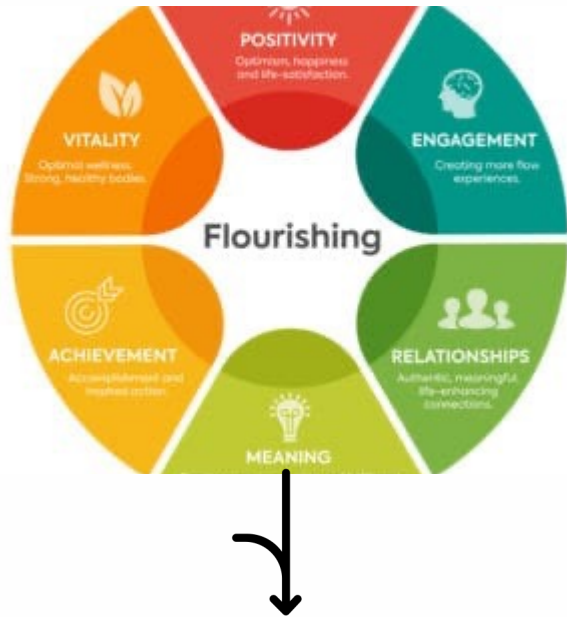 POSITIVITY
Optimism, happiness
and life-satisfaction.
VITALITY
Optimal wellness.
Strong, healthy bodies.
ENGAGEMENT
Creating more flow
experiences.
Flourishing
ACHIEVEMENT
Accomplishment and
inspired action.
RELATIONSHIPS
Authentic, meaningful,
life-enhancing
connections.
MEANING